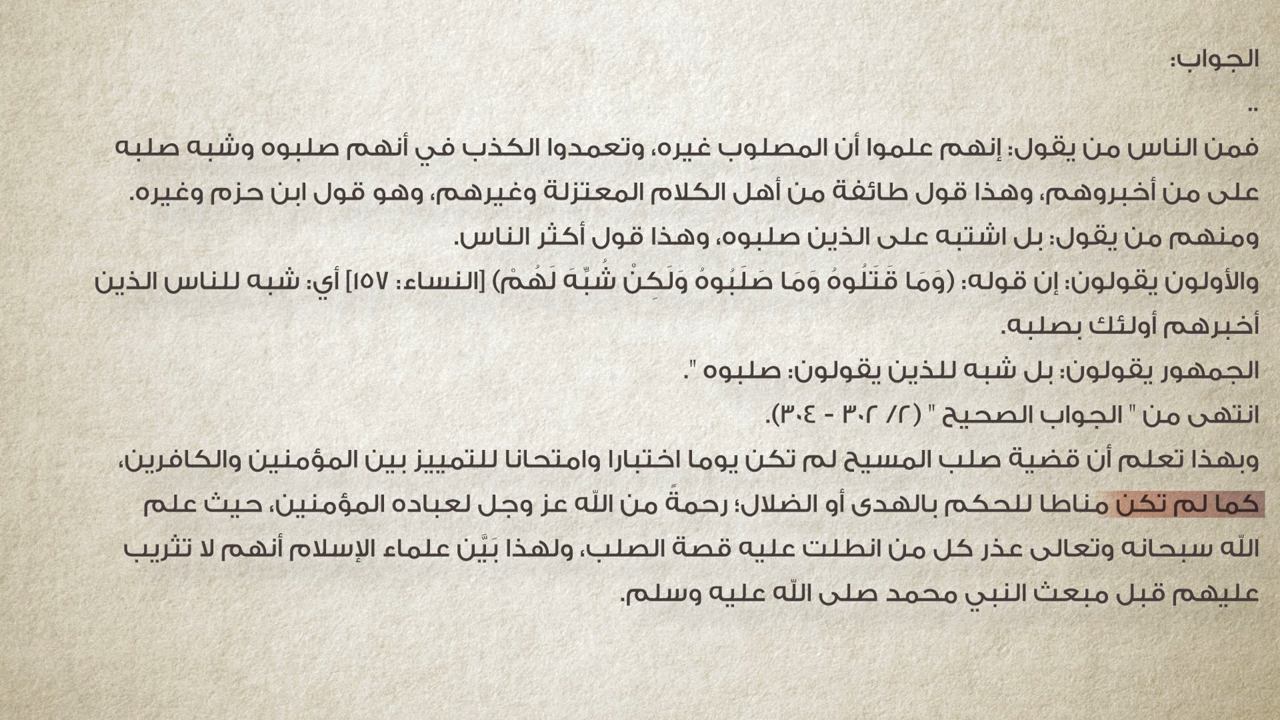 الجواب:
..
فمن الناس من يقول: إنهم علموا أن المصلوب غيره، وتعمدوا الكذب في أنهم صلبوه وشبه صلبه
على من أخبروهم، وهذا قول طائفة من أهل الكلام المعتزلة وغيرهم، وهو قول ابن حزم وغيره.
ومنهم من يقول: بل اشتبه على الذين صلبوه، وهذا قول أكثر الناس.
والأولون يقولون: إن قوله: (وَمَا قَتَلُوهُ وَمَا صَلَبُوهُ وَلَكِنْ شُبِّهَ لَهُمْ) [النساء: ١٥٧] أي: شبه للناس الذين
أخبرهم أولئك بصلبه.
الجمهور يقولون: بل شبه للذين يقولون: صلبوه ".
انتهى من " الجواب الصحيح " (٢/ ٣٠٢ - ٣٠٤).
وبهذا تعلم أن قضية صلب المسيح لم تكن يوما اختبارا وامتحانا للتمييز بين المؤمنين والكافرين،
كما لم تكن مناطا للحكم بالهدى أو الضلال؛ رحمةً من الله عز وجل لعباده المؤمنين، حيث علم
الله سبحانه وتعالى عذر كل من انطلت عليه قصة الصلب، ولهذا بَيَّن علماء الإسلام أنهم لا تثريب
عليهم قبل مبعث النبي محمد صلى الله عليه وسلم.